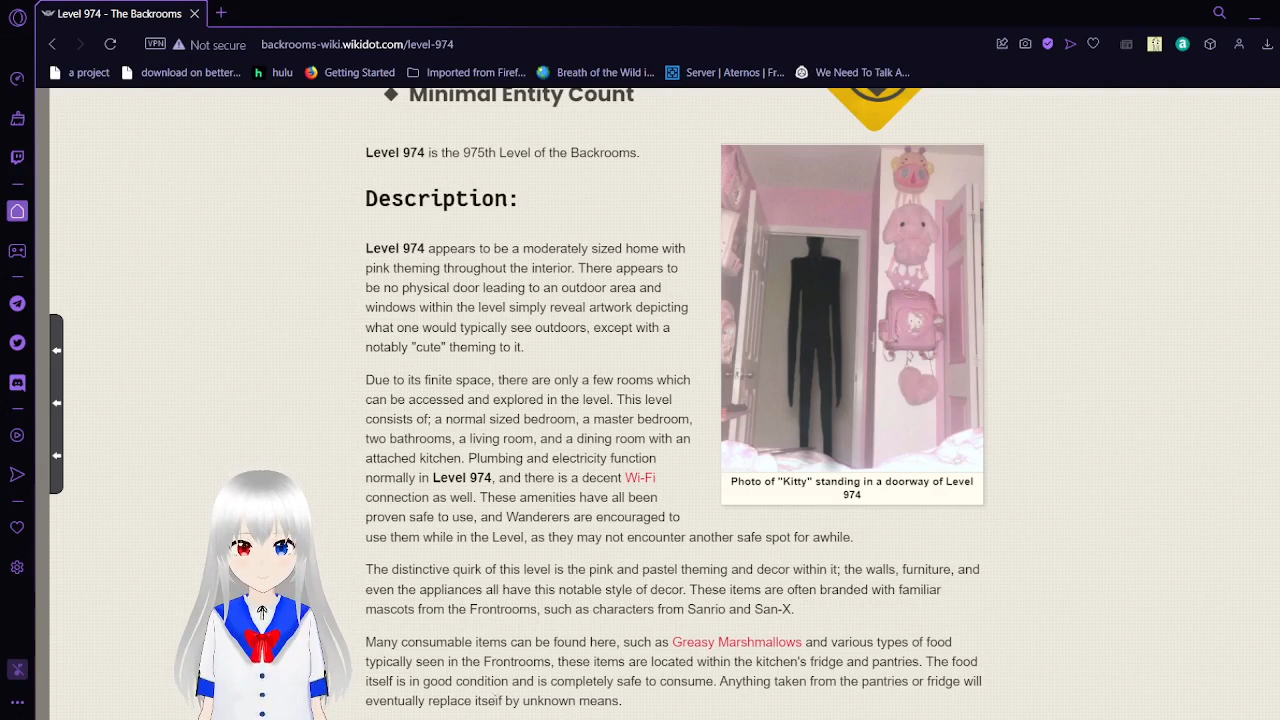 Level 974 - The Backrooms
VPN
Not secure
backrooms-wiki.wikidot.com/level-974
a project
download on better...
hulu
Getting Started
Imported from Firef...
Breath of the Wild i...
Server | Aternos | Fr...
We Need To Talk A...
Minimal Entity Count
Level 974 is the 975th Level of the Backrooms.
Description:
Level 974 appears to be a moderately sized home with
pink theming throughout the interior. There appears to
be no physical door leading to an outdoor area and
windows within the level simply reveal artwork depicting
what one would typically see outdoors, except with a
notably "cute" theming to it.
Due to its finite space, there are only a few rooms which
can be accessed and explored in the level. This level
consists of; a normal sized bedroom, a master bedroom,
two bathrooms, a living room, and a dining room with an
attached kitchen. Plumbing and electricity function
normally in Level 974, and there is a decent Wi-Fi
connection as well. These amenities have all been
proven safe to use, and Wanderers are encouraged to
use them while in the Level, as they may not encounter another safe spot for awhile.
Photo of "Kitty" standing in a doorway of Level
974
The distinctive quirk of this level is the pink and pastel theming and decor within it; the walls, furniture, and
even the appliances all have this notable style of decor. These items are often branded with familiar
mascots from the Frontrooms, such as characters from Sanrio and San-X.
Many consumable items can be found here, such as Greasy Marshmallows and various types of food
typically seen in the Frontrooms, these items are located within the kitchen's fridge and pantries. The food
itself is in good condition and is completely safe to consume. Anything taken from the pantries or fridge will
eventually replace itself by unknown means.